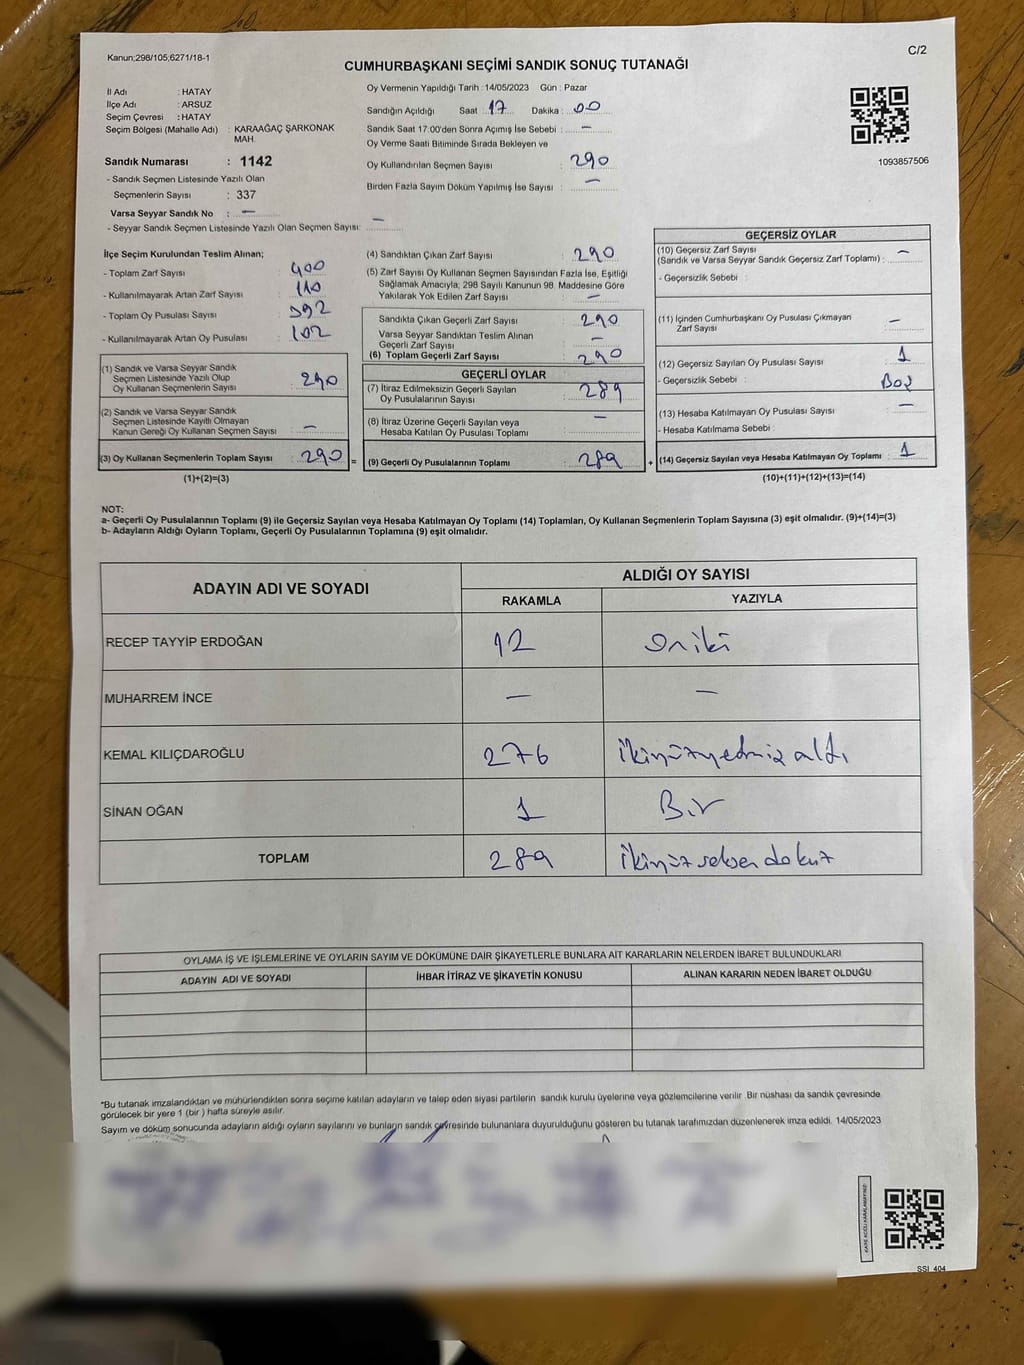 Kanun;298/105;6271/18-1
C/2
CUMHURBAŞKANI SEÇİMİ SANDIK SONUÇ TUTANAĞI
İl Adı : HATAY
İlçe Adı : ARSUZ
Seçim Çevresi : HATAY
Seçim Bölgesi (Mahalle Adı) : KARAAĞAÇ ŞARKONAK MAH.
Sandık Numarası : 1142
- Sandık Seçmen Listesinde Yazılı Olan
Seçmenlerin Sayısı : 337
Varsa Seyyar Sandık No : —
- Seyyar Sandık Seçmen Listesinde Yazılı Olan Seçmen Sayısı: —
Oy Vermenin Yapıldığı Tarih : 14/05/2023 Gün : Pazar
Sandığın Açıldığı Saat : 17 Dakika : 00
Sandık Saat 17:00'den Sonra Açımış İse Sebebi : —
Oy Verme Saati Bitiminde Sırada Bekleyen ve
Oy Kullandırılan Seçmen Sayısı : 290
Birden Fazla Sayım Döküm Yapılmış İse Sayısı : —
1093857506
İlçe Seçim Kurulundan Teslim Alınan;
- Toplam Zarf Sayısı : 400
- Kullanılmayarak Artan Zarf Sayısı : 110
- Toplam Oy Pusulası Sayısı : 392
- Kullanılmayarak Artan Oy Pusulası : 102
(1) Sandık ve Varsa Seyyar Sandık
Seçmen Listesinde Yazılı Olup
Oy Kullanan Seçmenlerin Sayısı : 290
(2) Sandık ve Varsa Seyyar Sandık
Seçmen Listesinde Kayıtlı Olmayan
Kanun Gereği Oy Kullanan Seçmen Sayısı : —
(3) Oy Kullanan Seçmenlerin Toplam Sayısı : 290 =
(1)+(2)=(3)
(4) Sandıktan Çıkan Zarf Sayısı : 290
(5) Zarf Sayısı Oy Kullanan Seçmen Sayısından Fazla İse, Eşitliği
Sağlamak Amacıyla, 298 Sayılı Kanunun 98. Maddesine Göre
Yakılarak Yok Edilen Zarf Sayısı : —
Sandıkta Çıkan Geçerli Zarf Sayısı : 290
Varsa Seyyar Sandıktan Teslim Alınan
Geçerli Zarf Sayısı : —
(6) Toplam Geçerli Zarf Sayısı : 290
GEÇERLİ OYLAR
(7) İtiraz Edilmeksizin Geçerli Sayılan
Oy Pusulalarının Sayısı : 289
(8) İtiraz Üzerine Geçerli Sayılan veya
Hesaba Katılan Oy Pusulası Toplamı : —
(9) Geçerli Oy Pusulalarının Toplamı : 289 +
GEÇERSİZ OYLAR
(10) Geçersiz Zarf Sayısı
(Sandık ve Varsa Seyyar Sandık Geçersiz Zarf Toplamı) : —
- Geçersizlik Sebebi :
(11) İçinden Cumhurbaşkanı Oy Pusulası Çıkmayan
Zarf Sayısı : —
(12) Geçersiz Sayılan Oy Pusulası Sayısı : 1
- Geçersizlik Sebebi : Boş
(13) Hesaba Katılmayan Oy Pusulası Sayısı : —
- Hesaba Katılmama Sebebi :
(14) Geçersiz Sayılan veya Hesaba Katılmayan Oy Toplamı : 1
(10)+(11)+(12)+(13)=(14)
NOT:
a- Geçerli Oy Pusulalarının Toplamı (9) ile Geçersiz Sayılan veya Hesaba Katılmayan Oy Toplamı (14) Toplamları, Oy Kullanan Seçmenlerin Toplam Sayısına (3) eşit olmalıdır. (9)+(14)=(3)
b- Adayların Aldığı Oyların Toplamı, Geçerli Oy Pusulalarının Toplamına (9) eşit olmalıdır.
ADAYIN ADI VE SOYADI ALDIĞI OY SAYISI
RAKAMLA YAZIYLA
RECEP TAYYİP ERDOĞAN 12 oniki
MUHARREM İNCE — —
KEMAL KILIÇDAROĞLU 276 ikiyüzyetmiz altı
SİNAN OĞAN 1 Bir
TOPLAM 289 ikiyüzseksen dokuz
OYLAMA İŞ VE İŞLEMLERİNE VE OYLARIN SAYIM VE DÖKÜMÜNE DAİR ŞİKAYETLERLE BUNLARA AİT KARARLARIN NELERDEN İBARET BULUNDUKLARI
ADAYIN ADI VE SOYADI İHBAR İTİRAZ VE ŞİKAYETİN KONUSU ALINAN KARARIN NEDEN İBARET OLDUĞU
*Bu tutanak imzalandıktan ve mühürlendikten sonra seçime katılan adayların ve talep eden siyasi partilerin sandık kurulu üyelerine veya gözlemcilerine verilir. Bir nüshası da sandık çevresinde
görülecek bir yere 1 (bir ) hafta süreyle asılır.
Sayım ve döküm sonucunda adayların aldığı oyların sayılarını ve bunların sandık çevresinde bulunanlara duyurulduğunu gösteren bu tutanak tarafımızdan düzenlenerek imza edildi. 14/05/2023
SSI_404